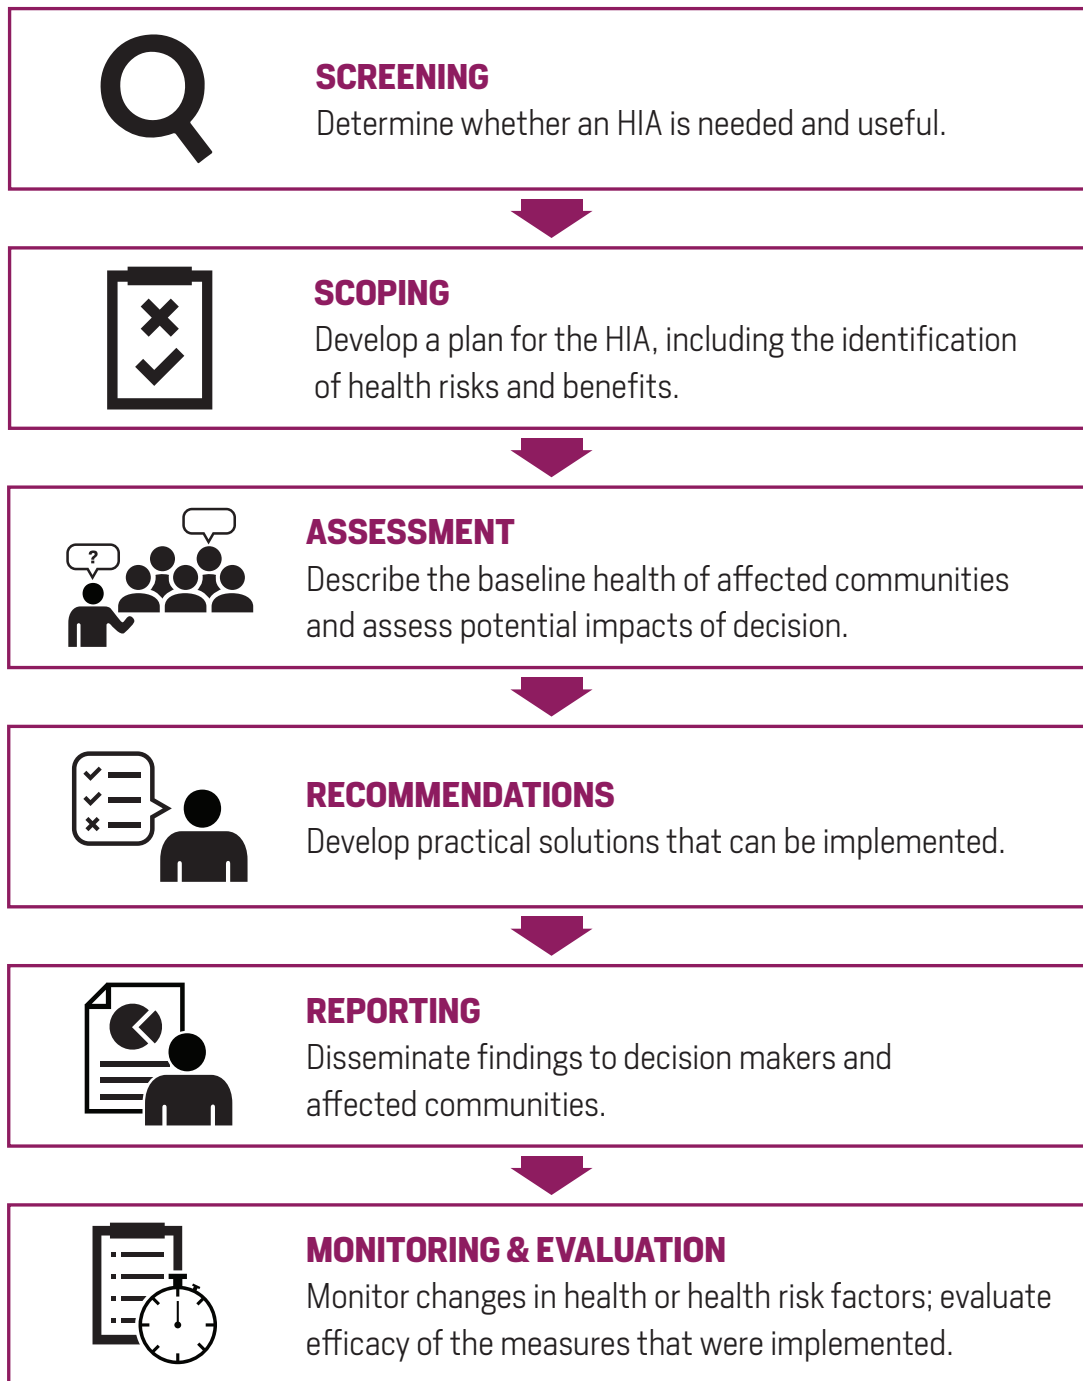 SCREENING
Determine whether an HIA is needed and useful.
SCOPING
Develop a plan for the HIA, including the identification
of health risks and benefits.
?
ASSESSMENT
Describe the baseline health of affected communities
and assess potential impacts of decision.
RECOMMENDATIONS
Develop practical solutions that can be implemented.
REPORTING
Disseminate findings to decision makers and
affected communities.
MONITORING & EVALUATION
Monitor changes in health or health risk factors; evaluate
efficacy of the measures that were implemented.